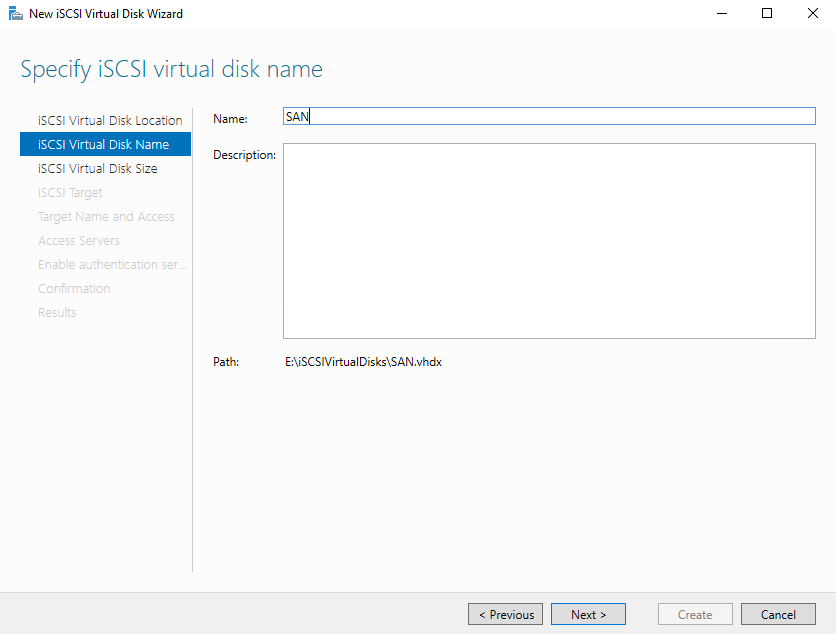 New iSCSI Virtual Disk Wizard
Specify iSCSI virtual disk name
iSCSI Virtual Disk Location
iSCSI Virtual Disk Name
iSCSI Virtual Disk Size
iSCSI Target
Target Name and Access
Access Servers
Enable authentication ser...
Confirmation
Results
Name:
SAN
Description:
Path:
E:\iSCSIVirtualDisks\SAN.vhdx
< Previous
Next >
Create
Cancel